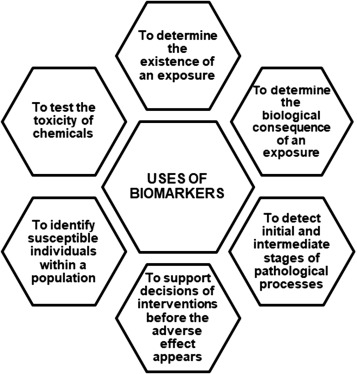 To determine
the
existence of
an exposure
To test the
toxicity of
chemicals
To determine
the
biological
consequence
of an
exposure
USES OF
BIOMARKERS
To identify
susceptible
individuals
within a
population
To detect
initial and
intermediate
stages of
pathological
processes
To support
decisions of
interventions
before the
adverse
effect
appears